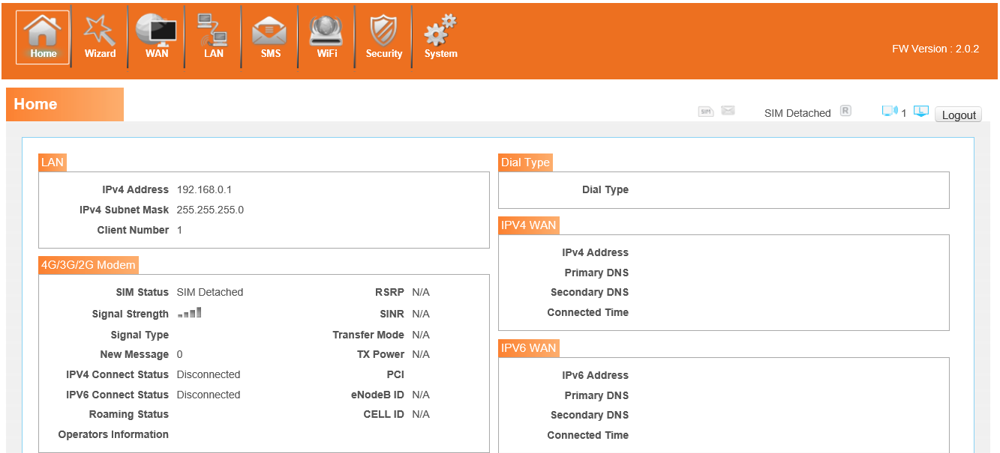 Home
Wizard
WAN
LAN
SMS
WiFi
Security
System
FW Version : 2.0.2
Home
SIM
SIM Detached
R
1
L
Logout
LAN
IPv4 Address 192.168.0.1
IPv4 Subnet Mask 255.255.255.0
Client Number 1
4G/3G/2G Modem
SIM Status SIM Detached
Signal Strength
Signal Type
New Message 0
IPV4 Connect Status Disconnected
IPV6 Connect Status Disconnected
Roaming Status
Operators Information
RSRP N/A
SINR N/A
Transfer Mode N/A
TX Power N/A
PCI
eNodeB ID N/A
CELL ID N/A
Dial Type
Dial Type
IPV4 WAN
IPv4 Address
Primary DNS
Secondary DNS
Connected Time
IPV6 WAN
IPv6 Address
Primary DNS
Secondary DNS
Connected Time